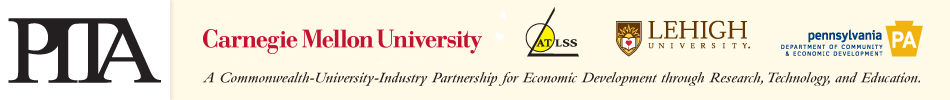 PITA
Carnegie Mellon University
ATLSS
LEHIGH
UNIVERSITY.
pennsylvania
DEPARTMENT OF COMMUNITY
& ECONOMIC DEVELOPMENT
PA
A Commonwealth-University-Industry Partnership for Economic Development through Research, Technology, and Education.